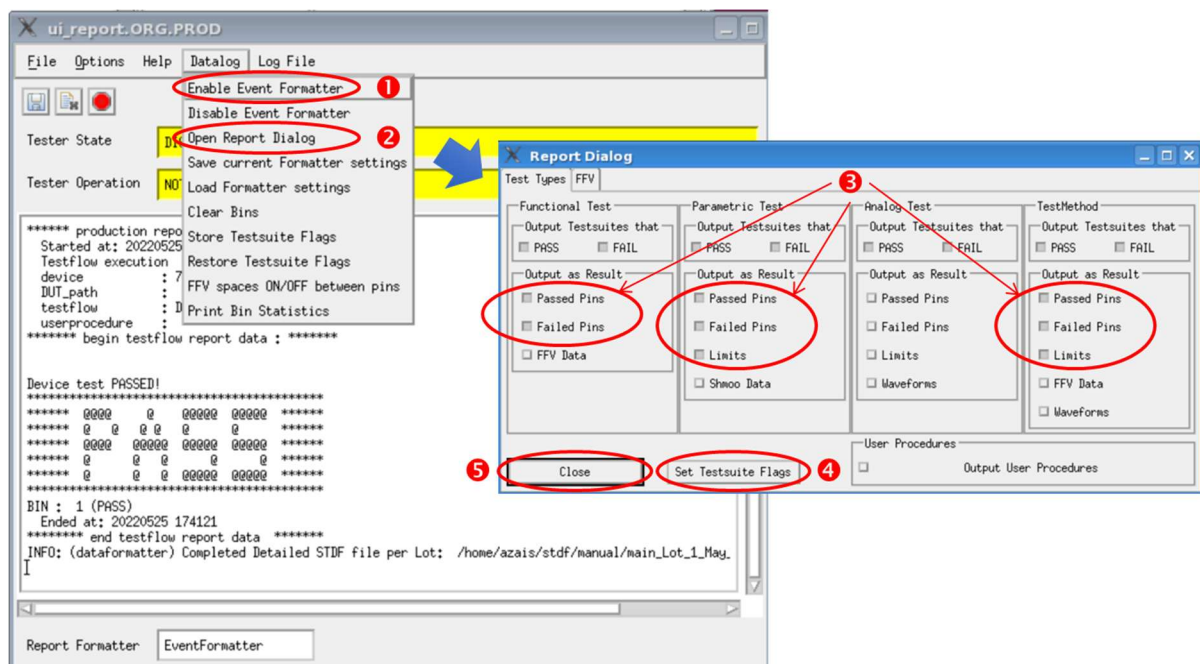 ui_report.ORG.PROD
File Options Help Datalog Log File
Enable Event Formatter ❶
Disable Event Formatter
Open Report Dialog ❷
Save current Formatter settings
Load Formatter settings
Clear Bins
Store Testsuite Flags
Restore Testsuite Flags
FFV spaces ON/OFF between pins
Print Bin Statistics
Tester State
Tester Operation
****** production repo
Started at: 20220525
Testflow execution
device : 7
DUT_path :
testflow : D
userprocedure :
******* begin testflow report data : *******
Device test PASSED!
************************************************
****** @@@@ @ @@@@@ @@@@@ ******
****** @ @ @ @ @ @ ******
****** @@@@ @@@@@ @@@@@ @@@@@ ******
****** @ @ @ @ @ ******
****** @ @ @ @@@@@ @@@@@ ******
************************************************
BIN : 1 (PASS)
Ended at: 20220525 174121
******** end testflow report data *******
INFO: (dataformatter) Completed Detailed STDF file per Lot: /home/azais/stdf/manual/main_Lot_1_May_
Report Formatter EventFormatter
Report Dialog
Test Types FFV
❸
Functional Test
Output Testsuites that
PASS FAIL
Output as Result
Passed Pins
Failed Pins
FFV Data
Parametric Test
Output Testsuites that
PASS FAIL
Output as Result
Passed Pins
Failed Pins
Limits
Shmoo Data
Analog Test
Output Testsuites that
PASS FAIL
Output as Result
Passed Pins
Failed Pins
Limits
Waveforms
TestMethod
Output Testsuites that
PASS FAIL
Output as Result
Passed Pins
Failed Pins
Limits
FFV Data
Waveforms
User Procedures
Output User Procedures
❺ Close
Set Testsuite Flags ❹